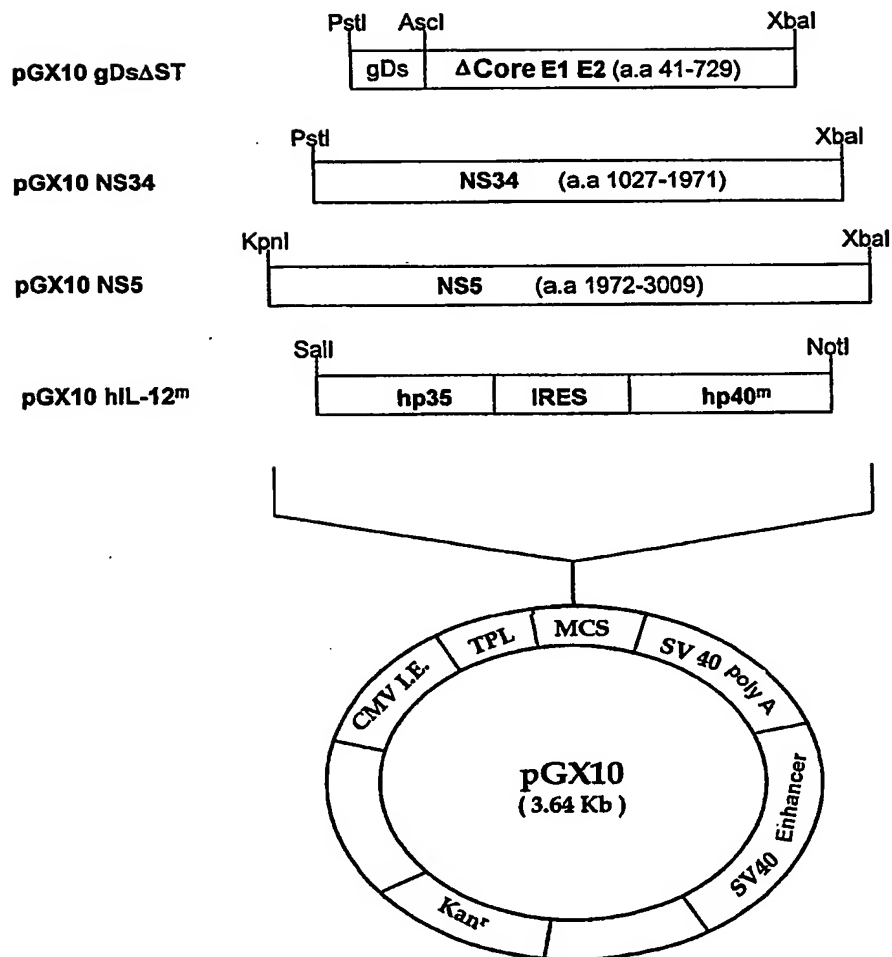 PstI AscI XbaI
pGX10 gDsΔST gDs ΔCore E1 E2 (a.a 41-729)
PstI XbaI
pGX10 NS34 NS34 (a.a 1027-1971)
KpnI XbaI
pGX10 NS5 NS5 (a.a 1972-3009)
SalI NotI
pGX10 hIL-12ᵐ hp35 IRES hp40ᵐ
CMV I.E. TPL MCS SV 40 poly A
pGX10
( 3.64 Kb )
SV40 Enhancer
Kanʳ